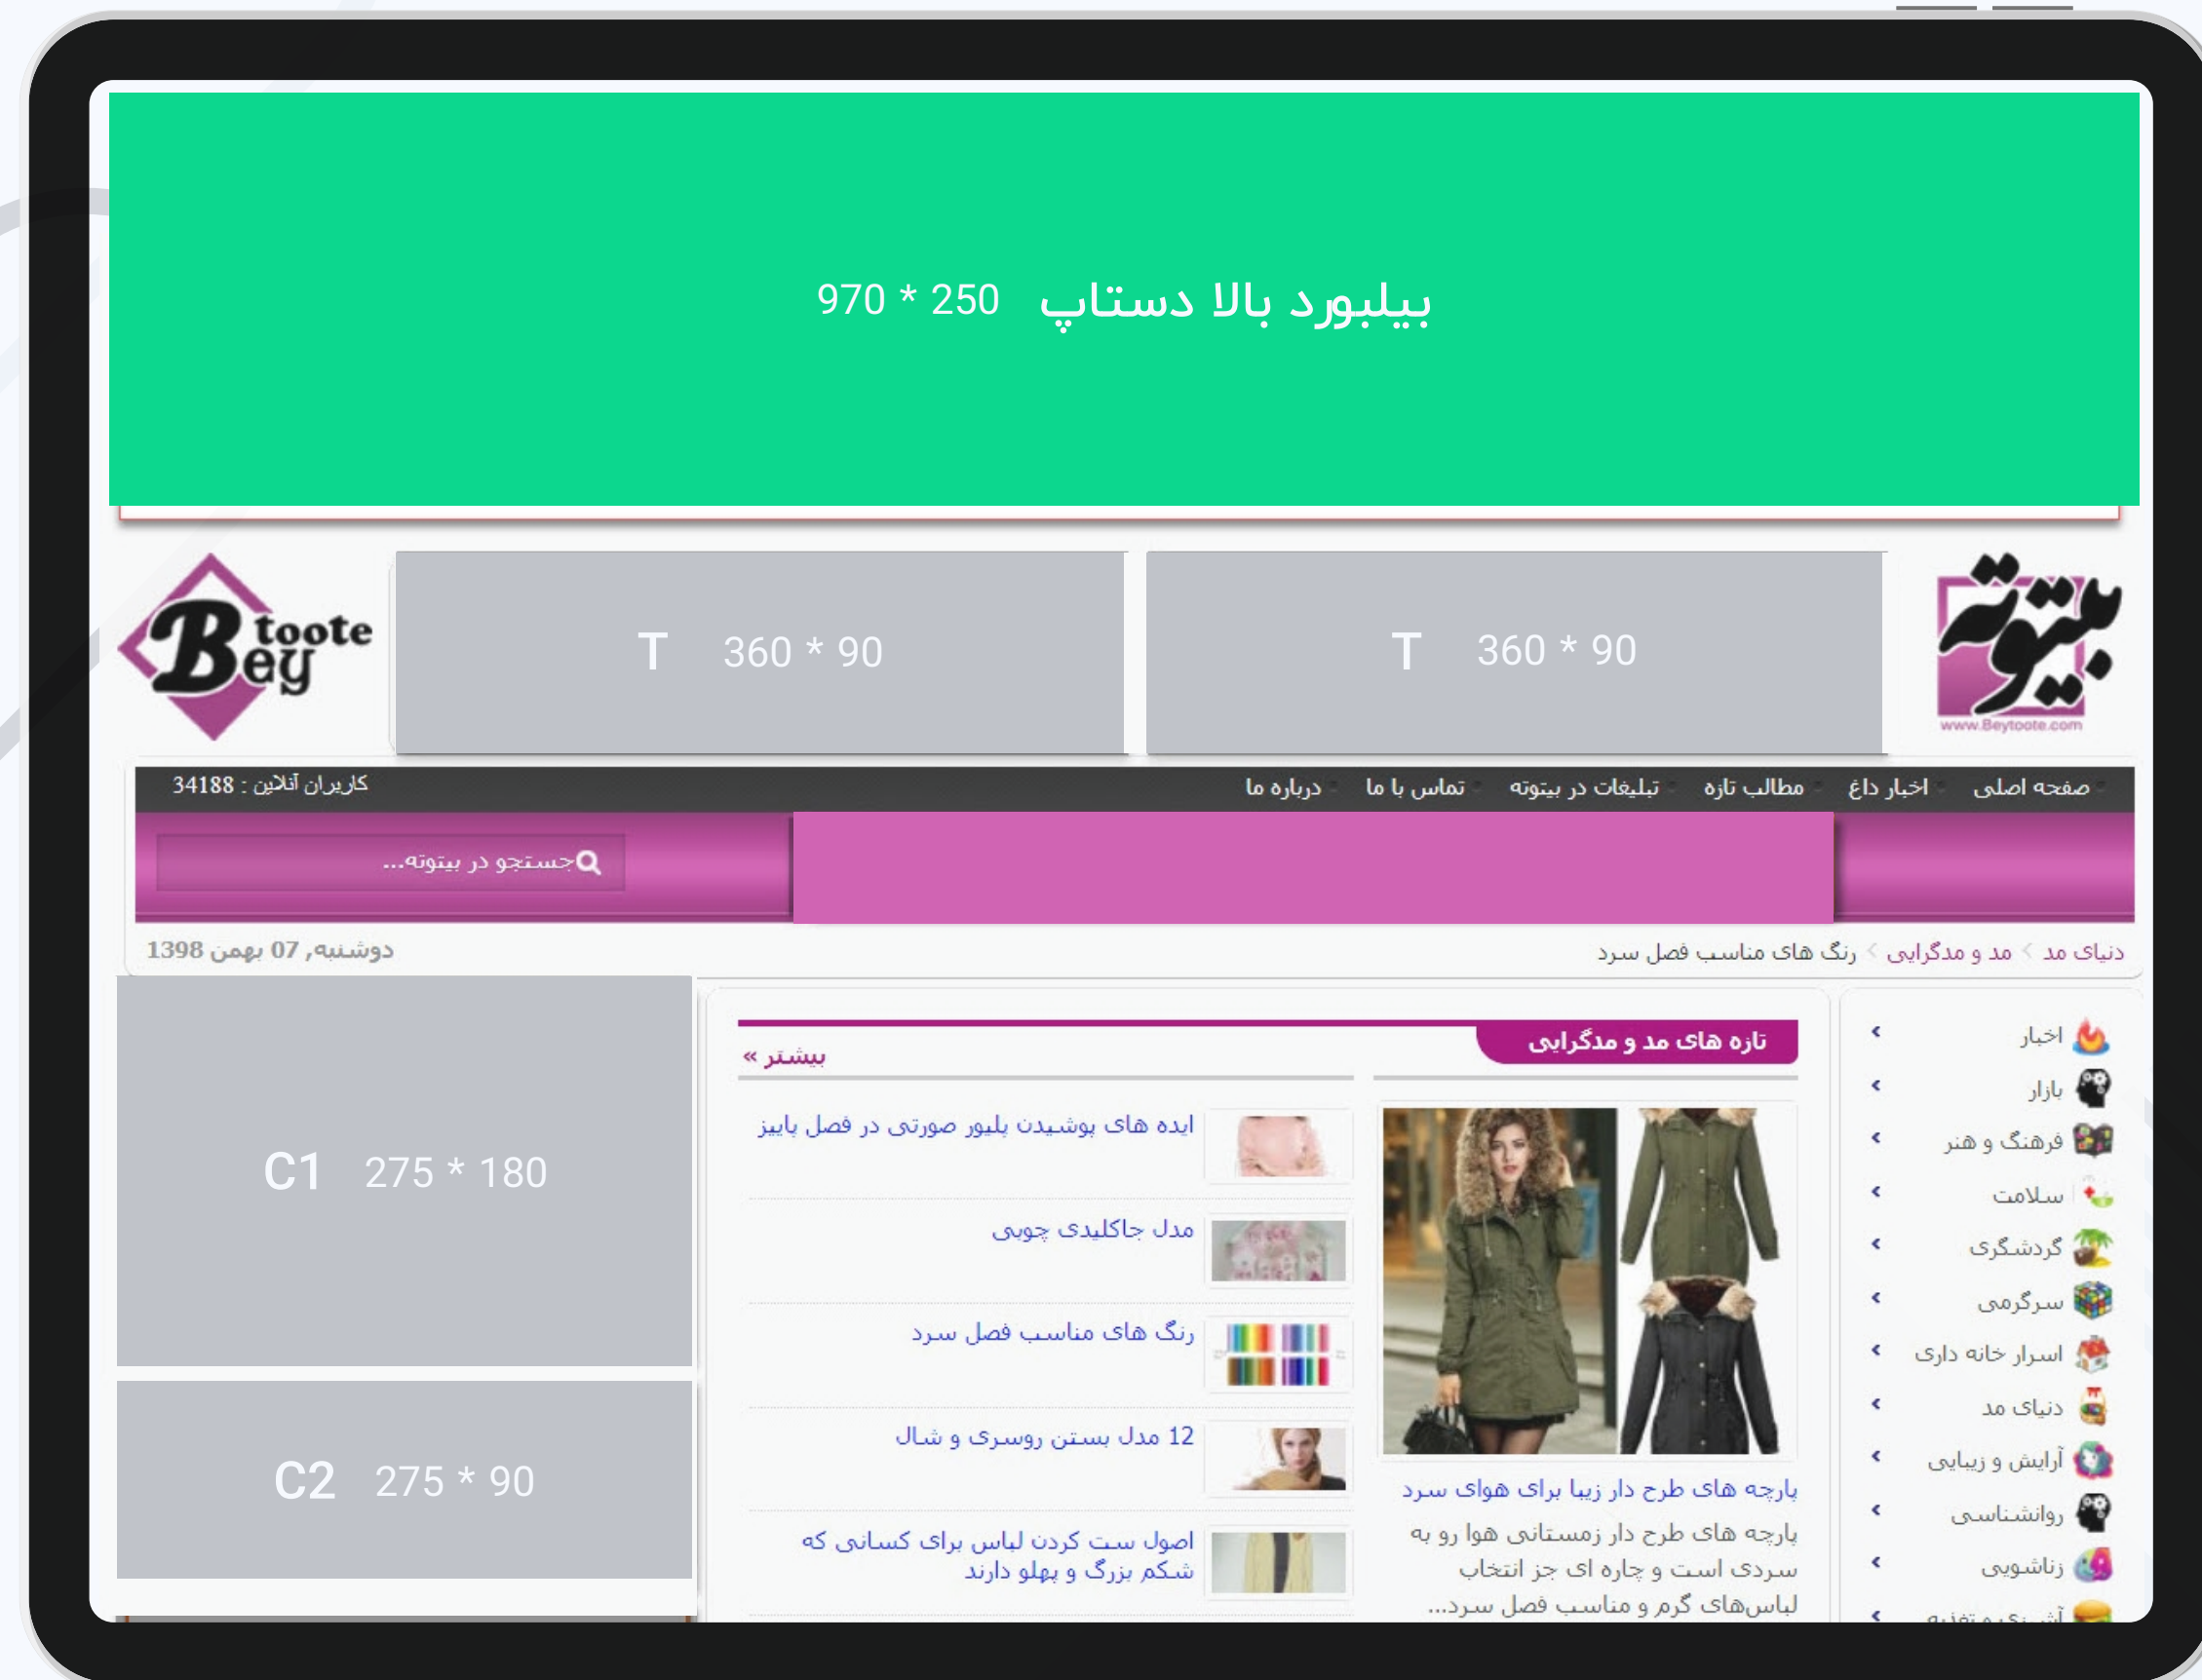 بیلبورد بالا دستاپ 970 * 250
بیتوته
www.Beytoote.com
T 360 * 90
T 360 * 90
Bey toote
صفحه اصلی
اخبار داغ
مطالب تازه
تبلیغات در بیتوته
تماس با ما
درباره ما
کاربران آنلاین : 34188
جستجو در بیتوته...
دنیای مد > مد و مدگرایی > رنگ های مناسب فصل سرد
دوشنبه, 07 بهمن 1398
اخبار
بازار
فرهنگ و هنر
سلامت
گردشگری
سرگرمی
اسرار خانه داری
دنیای مد
آرایش و زیبایی
روانشناسی
زناشویی
تازه های مد و مدگرایی
بیشتر »
پارچه های طرح دار زیبا برای هوای سرد
پارچه های طرح دار زمستانی هوا رو به
سردی است و چاره ای جز انتخاب
لباس‌های گرم و مناسب فصل سرد...
ایده های پوشیدن پلیور صورتی در فصل پاییز
مدل جاکلیدی چوبی
رنگ های مناسب فصل سرد
12 مدل بستن روسری و شال
اصول ست کردن لباس برای کسانی که
شکم بزرگ و پهلو دارند
C1 275 * 180
C2 275 * 90